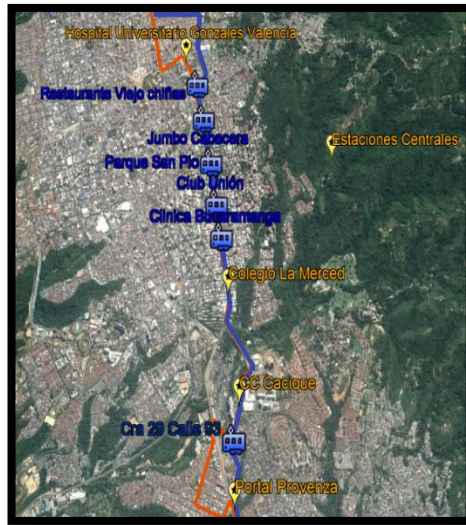 Hospital Universitario Gonzales Valencia
Restaurante Viejo chiflas
Jumbo Cabecera
Estaciones Centrales
Parque San Pio
Club Unión
Clinica Bucaramanga
Colegio La Merced
CC Cacique
Cra 29 Calle 93
Portal Provenza